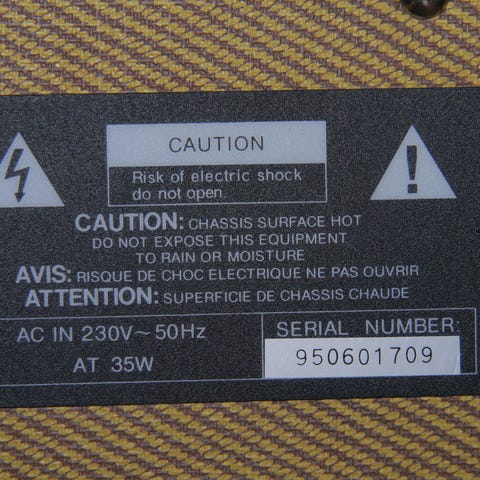 CAUTION
Risk of electric shock
do not open.
CAUTION: CHASSIS SURFACE HOT
DO NOT EXPOSE THIS EQUIPMENT
TO RAIN OR MOISTURE
AVIS: RISQUE DE CHOC ELECTRIQUE NE PAS OUVRIR
ATTENTION: SUPERFICIE DE CHASSIS CHAUDE
AC IN 230V~50Hz
AT 35W
SERIAL NUMBER:
950601709